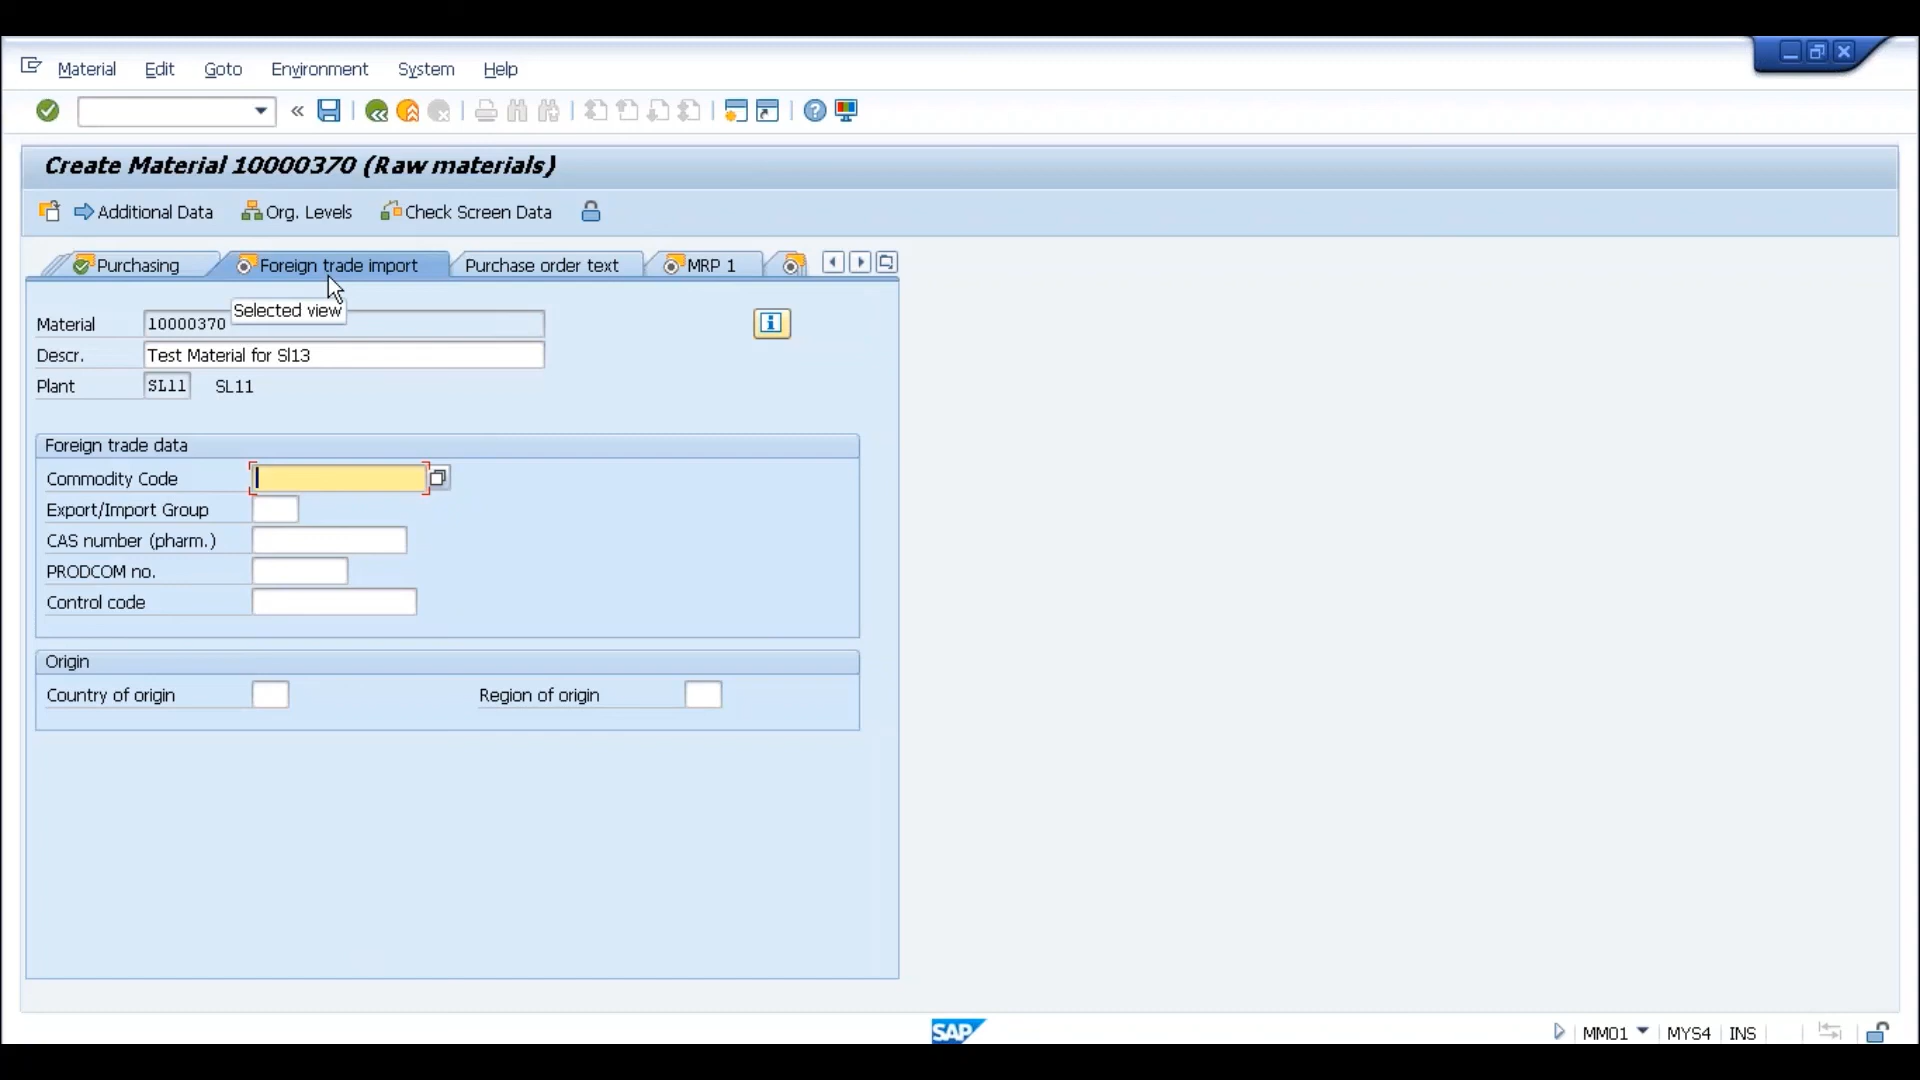 Material Edit Goto Environment System Help
Create Material 10000370 (Raw materials)
Additional Data Org. Levels Check Screen Data
Purchasing Foreign trade import Purchase order text MRP 1
Selected view
Material 10000370
Descr. Test Material for Sl13
Plant SL11 SL11
Foreign trade data
Commodity Code
Export/Import Group
CAS number (pharm.)
PRODCOM no.
Control code
Origin
Country of origin Region of origin
SAP MM01 MYS4 INS